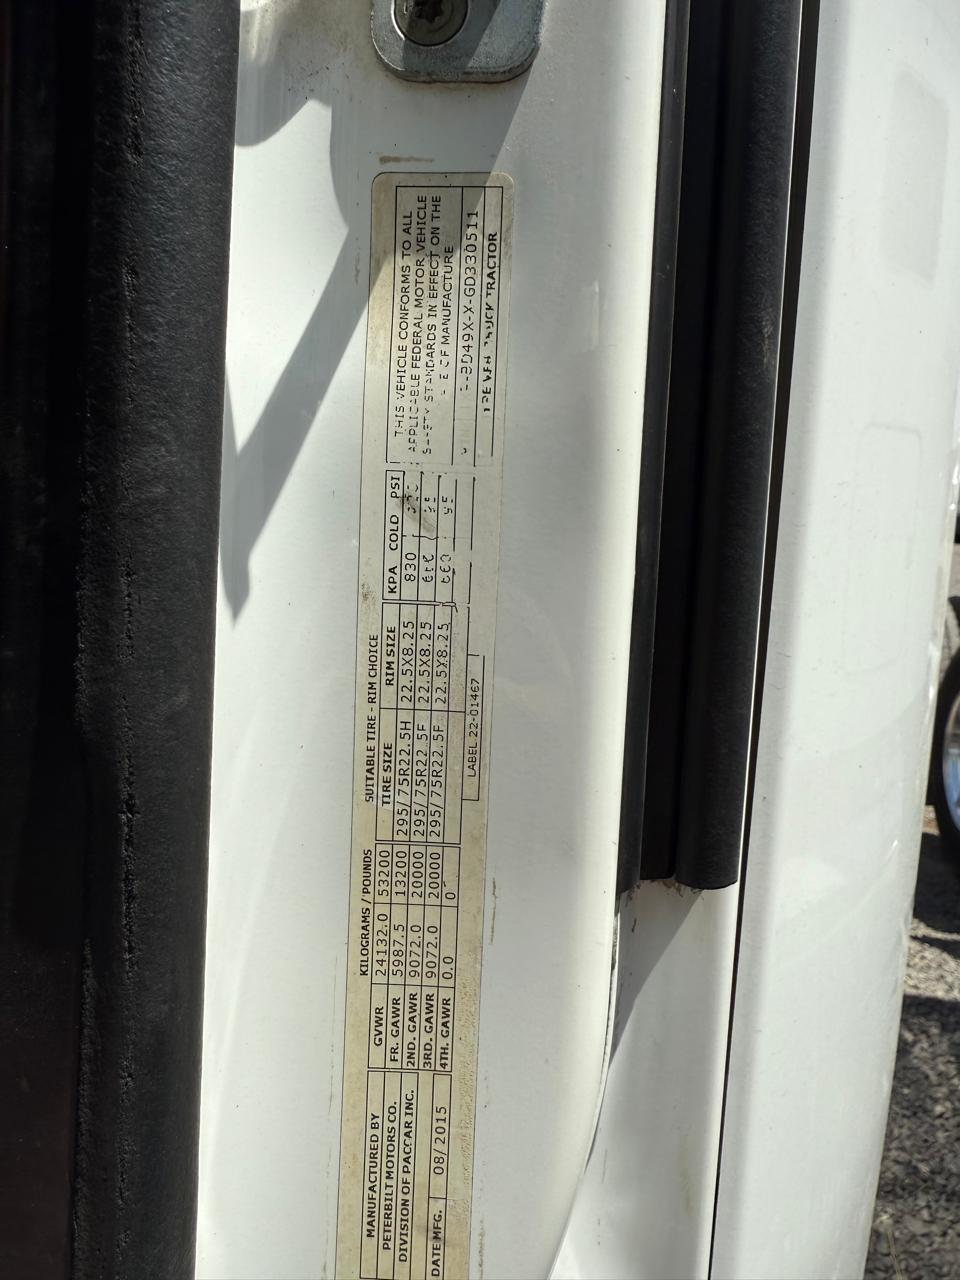 MANUFACTURED BY
PETERBILT MOTORS CO.
DIVISION OF PACCAR INC.
DATE MFG. 08/2015
KILOGRAMS / POUNDS
GVWR 24132.0 53200
FR. GAWR 5987.5 13200
2ND. GAWR 9072.0 20000
3RD. GAWR 9072.0 20000
4TH. GAWR 0.0 0
SUITABLE TIRE - RIM CHOICE
TIRE SIZE RIM SIZE KPA COLD PSI
295/75R22.5H 22.5X8.25 830
295/75R22.5F 22.5X8.25
295/75R22.5F 22.5X8.25
LABEL 22-01467
THIS VEHICLE CONFORMS TO ALL
APPLICABLE FEDERAL MOTOR VEHICLE
SAFETY STANDARDS IN EFFECT ON THE
OF MANUFACTURE
BD49X-X-GD330511
TRUCK TRACTOR